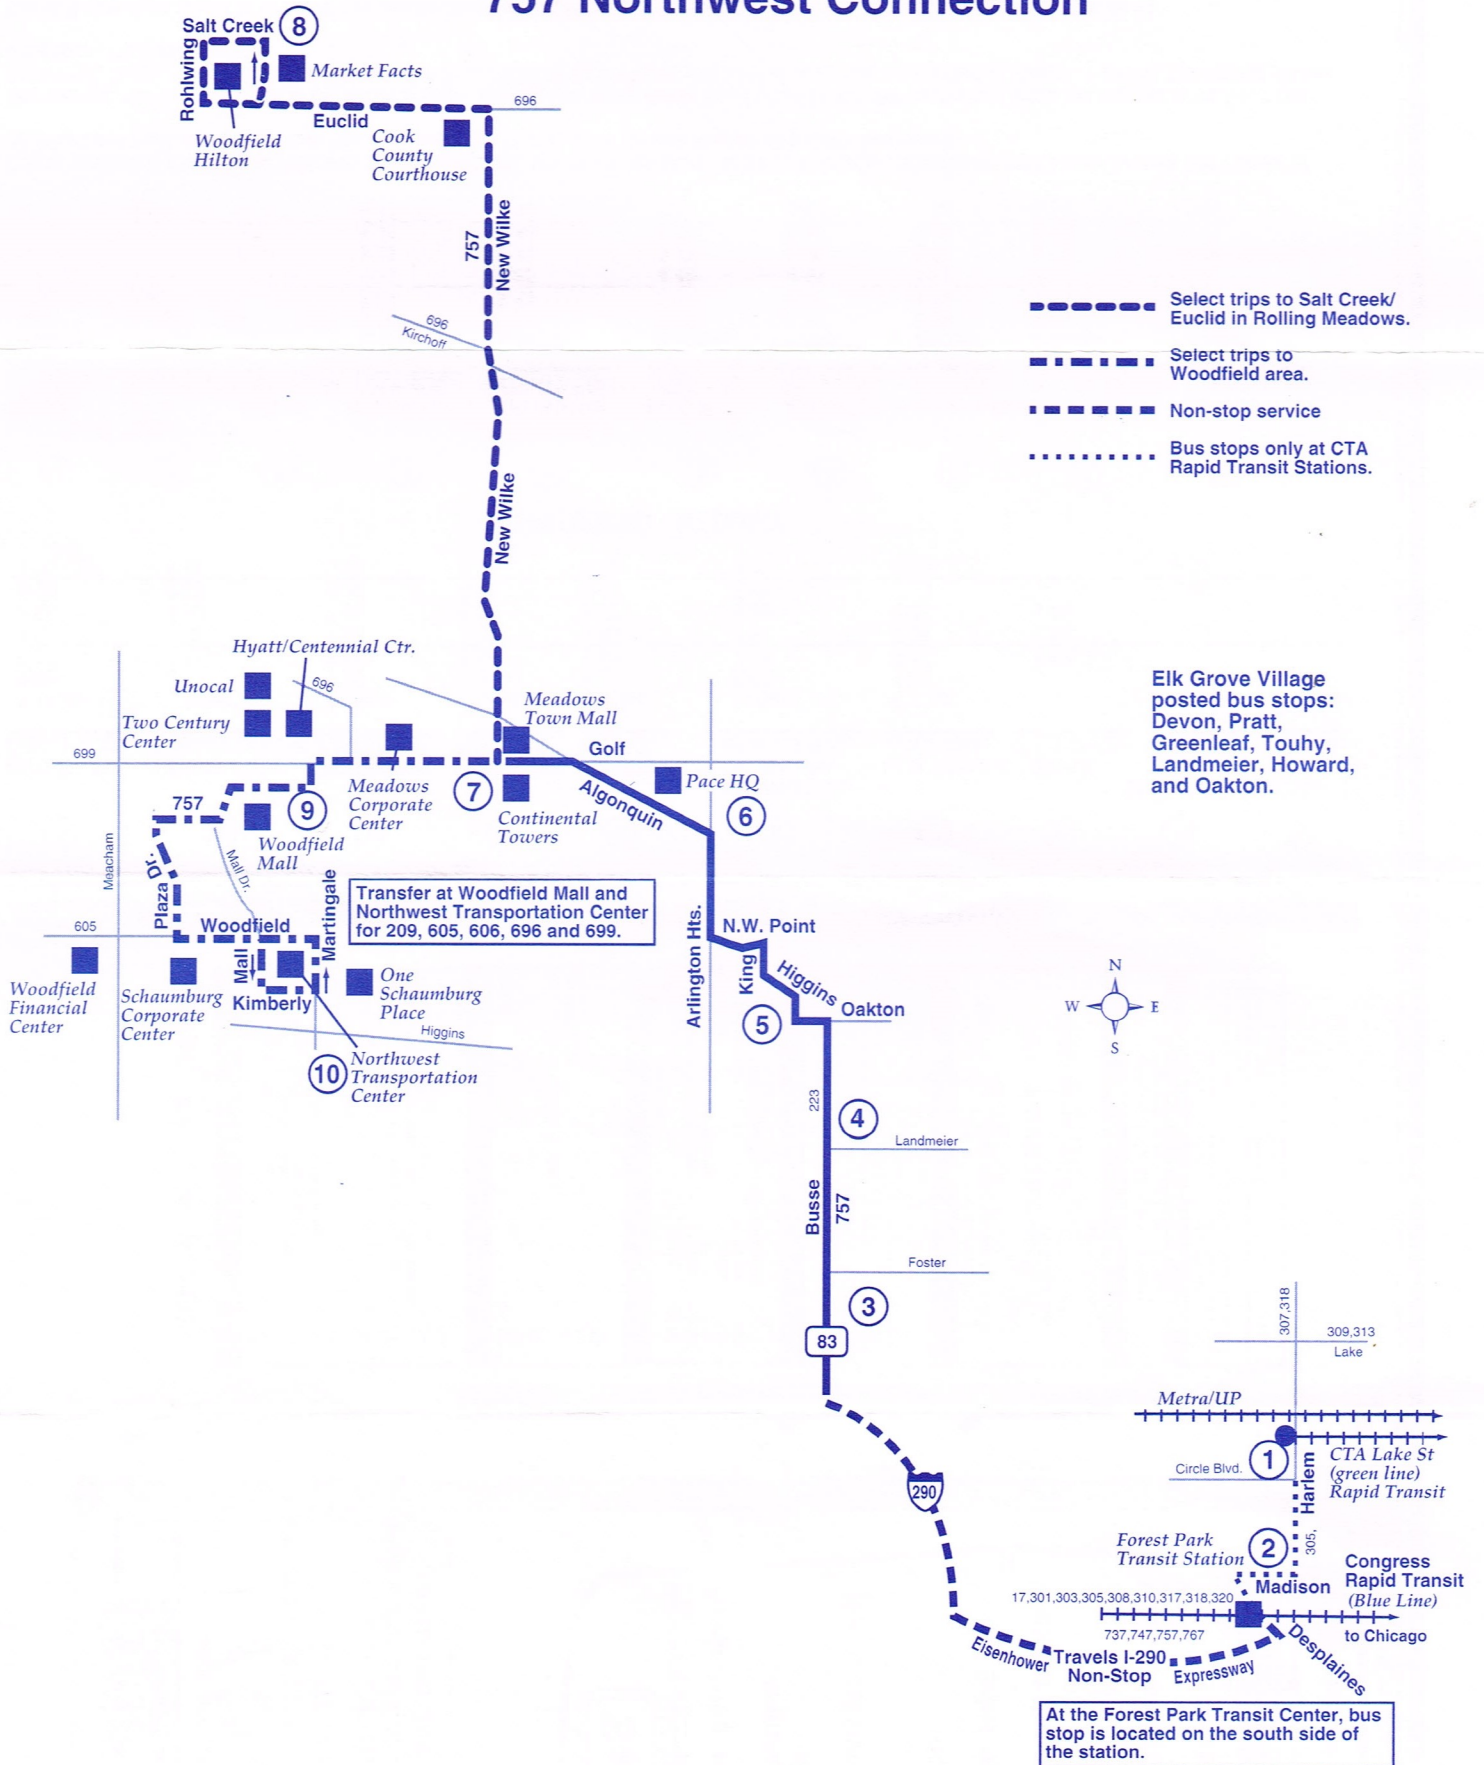 757 Northwest Connection
Salt Creek
8
Rohlwing
Market Facts
696
Euclid
Woodfield
Hilton
Cook
County
Courthouse
757
New Wilke
696
Kirchoff
Select trips to Salt Creek/
Euclid in Rolling Meadows.
Select trips to
Woodfield area.
Non-stop service
Bus stops only at CTA
Rapid Transit Stations.
New Wilke
Hyatt/Centennial Ctr.
Unocal
696
Two Century
Center
Meadows
Town Mall
Golf
699
Meadows
Corporate
Center
7
Continental
Towers
Algonquin
Pace HQ
6
757
9
Woodfield
Mall
Elk Grove Village
posted bus stops:
Devon, Pratt,
Greenleaf, Touhy,
Landmeier, Howard,
and Oakton.
Meacham
Plaza Dr.
Mall Dr.
Martingale
Transfer at Woodfield Mall and
Northwest Transportation Center
for 209, 605, 606, 696 and 699.
605
Woodfield
Mall
Kimberly
Woodfield
Financial
Center
Schaumburg
Corporate
Center
One
Schaumburg
Place
Higgins
10
Northwest
Transportation
Center
Arlington Hts.
N.W. Point
King
Higgins
Oakton
5
N
W
E
S
223
4
Landmeier
Busse
757
Foster
3
83
307,318
309,313
Lake
Metra/UP
1
Circle Blvd.
Harlem
CTA Lake St
(green line)
Rapid Transit
290
305,
Forest Park
Transit Station
2
Madison
Congress
Rapid Transit
(Blue Line)
17,301,303,305,308,310,317,318,320
737,747,757,767
to Chicago
Eisenhower
Travels I-290
Non-Stop
Expressway
Desplaines
At the Forest Park Transit Center, bus
stop is located on the south side of
the station.